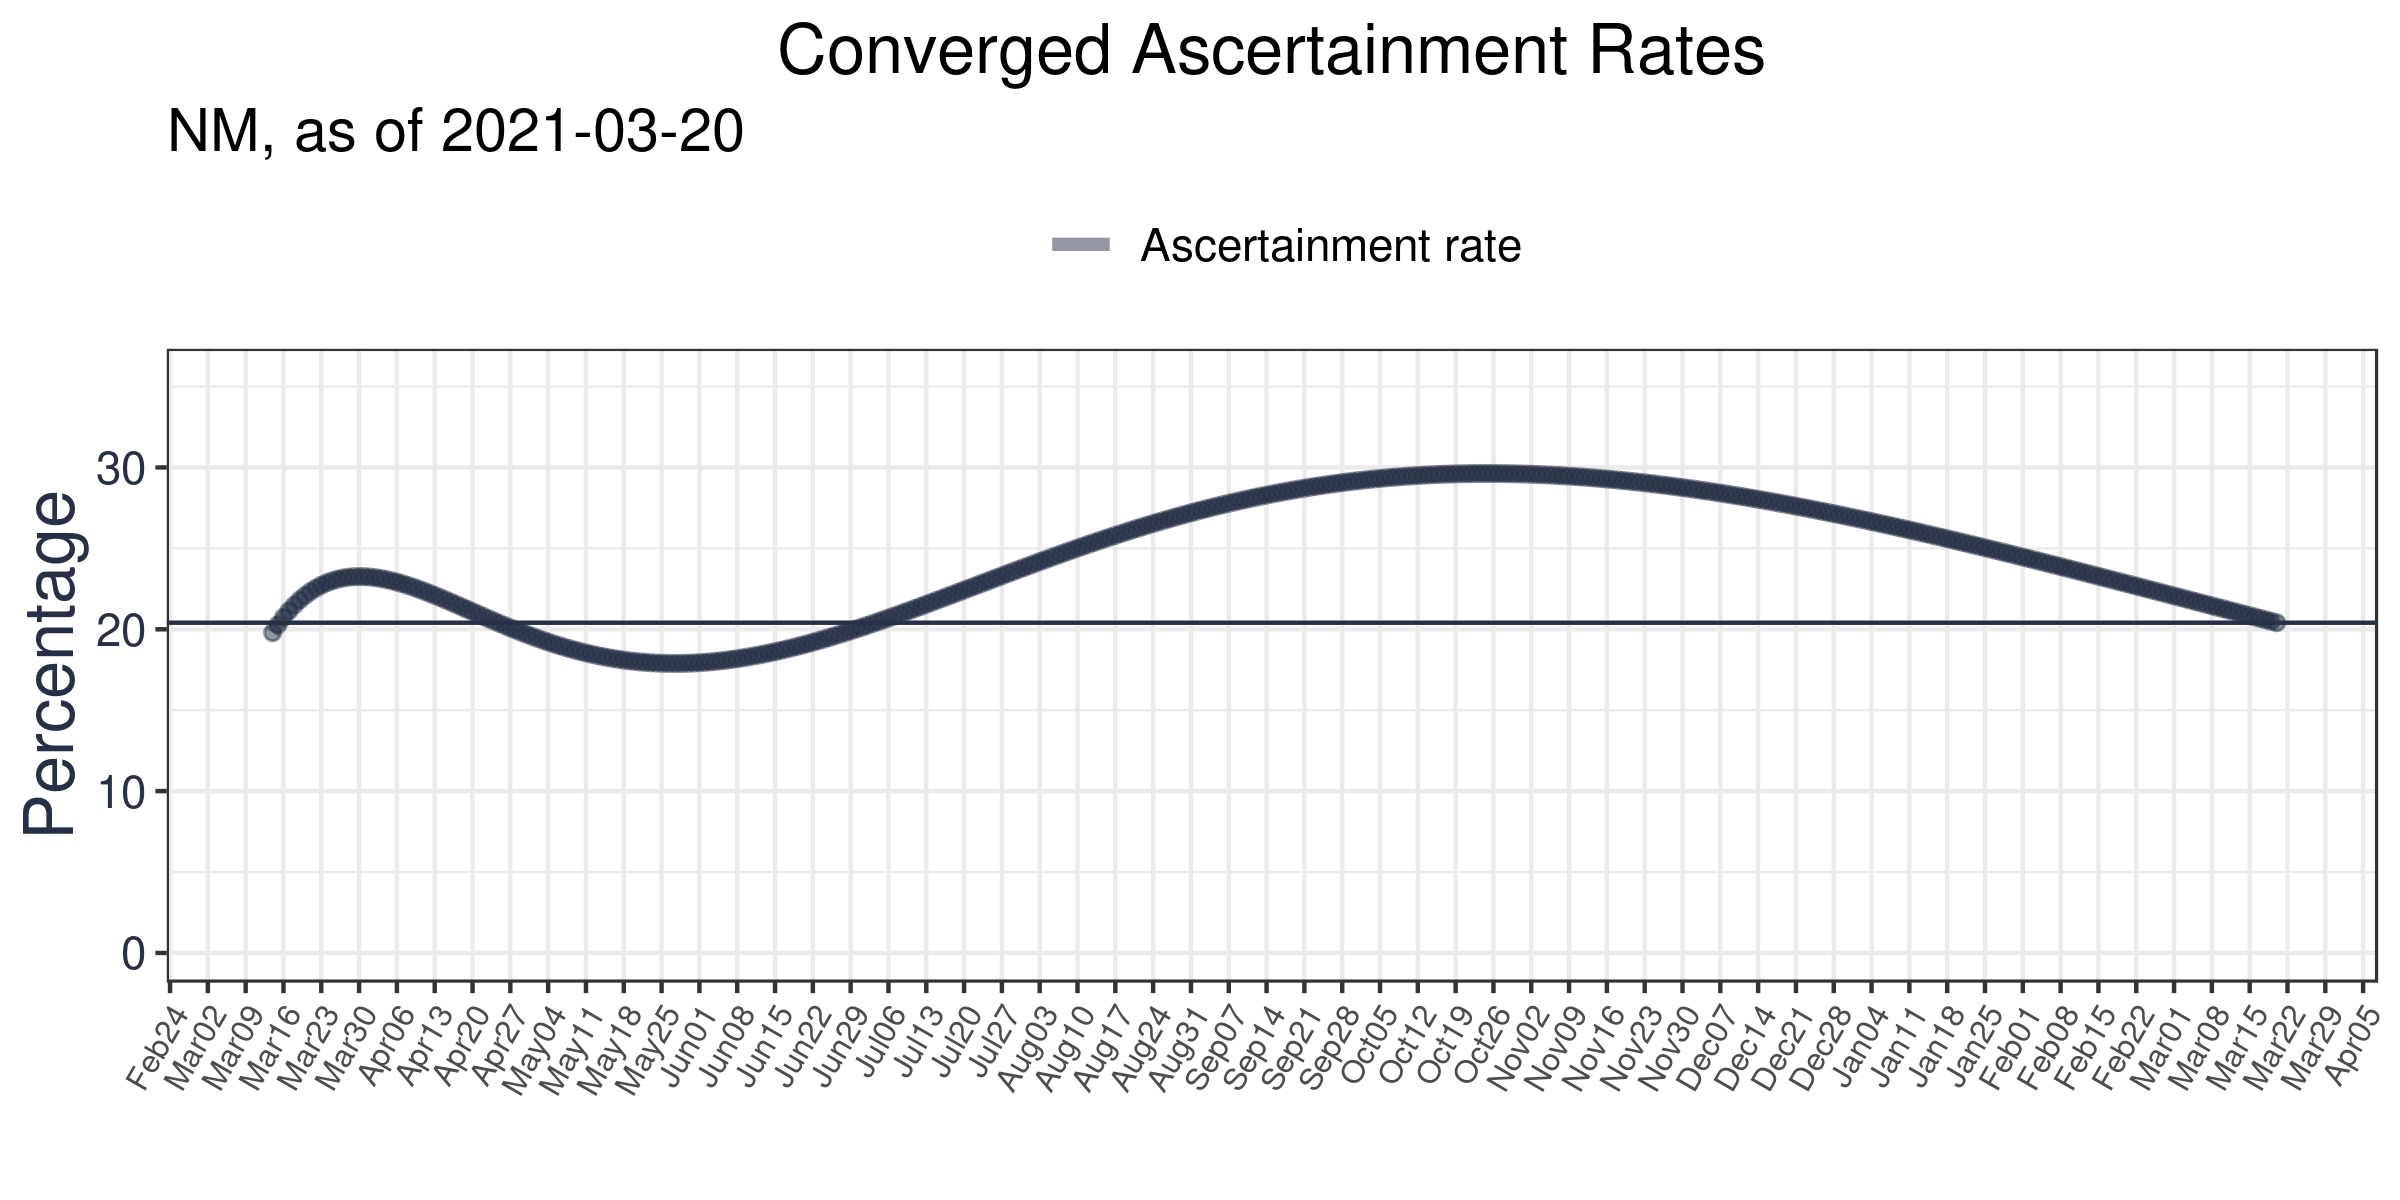 Converged Ascertainment Rates
NM, as of 2021-03-20
Ascertainment rate
Percentage
30
20
10
0
Feb24
Mar02
Mar09
Mar16
Mar23
Mar30
Apr06
Apr13
Apr20
Apr27
May04
May11
May18
May25
Jun01
Jun08
Jun15
Jun22
Jun29
Jul06
Jul13
Jul20
Jul27
Aug03
Aug10
Aug17
Aug24
Aug31
Sep07
Sep14
Sep21
Sep28
Oct05
Oct12
Oct19
Oct26
Nov02
Nov09
Nov16
Nov23
Nov30
Dec07
Dec14
Dec21
Dec28
Jan04
Jan11
Jan18
Jan25
Feb01
Feb08
Feb15
Feb22
Mar01
Mar08
Mar15
Mar22
Mar29
Apr05